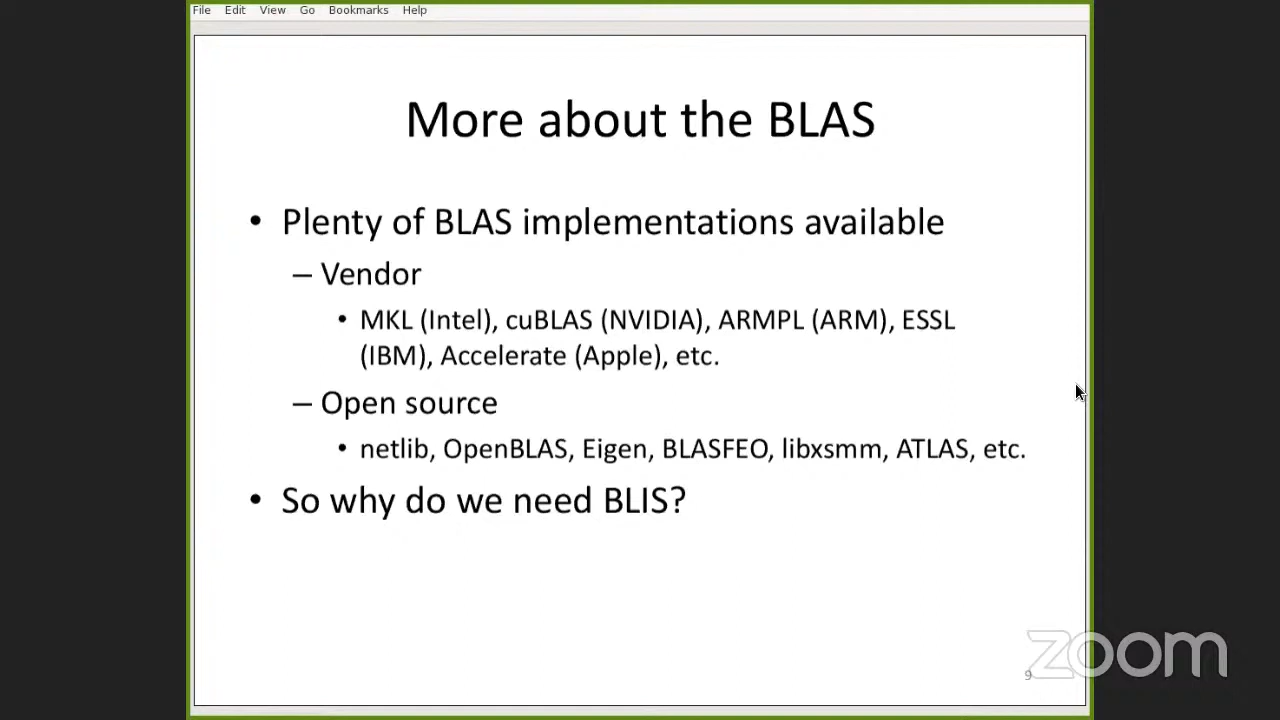 File Edit View Go Bookmarks Help
More about the BLAS
• Plenty of BLAS implementations available
– Vendor
• MKL (Intel), cuBLAS (NVIDIA), ARMPL (ARM), ESSL
(IBM), Accelerate (Apple), etc.
– Open source
• netlib, OpenBLAS, Eigen, BLASFEO, libxsmm, ATLAS, etc.
• So why do we need BLIS?
9
zoom